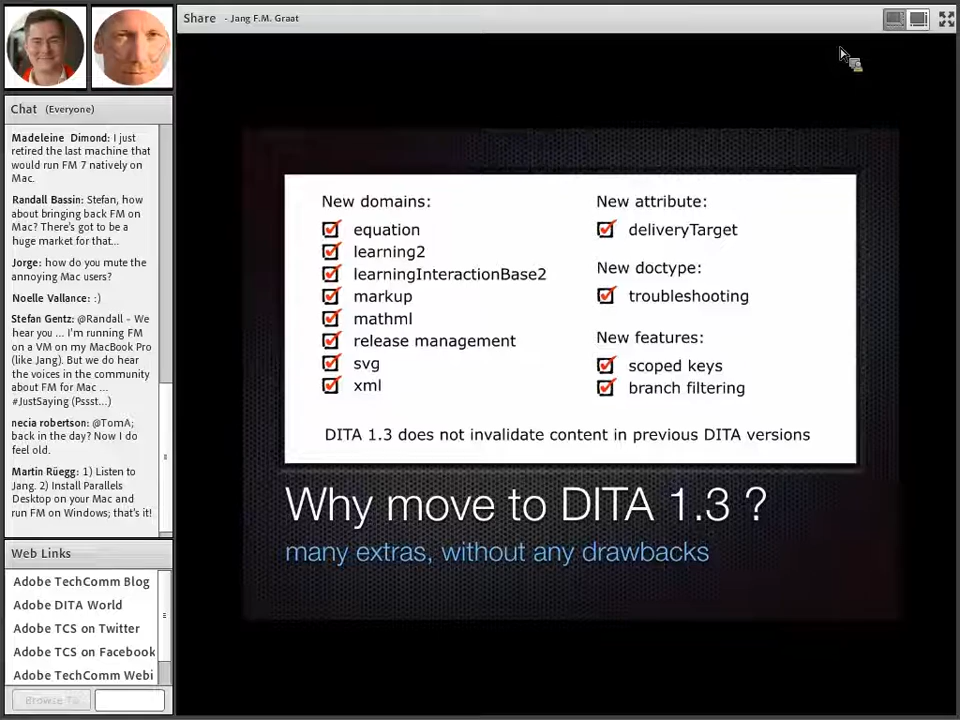 Share - Jang F.M. Graat
Chat (Everyone)
Madeleine Dimond: I just
retired the last machine that
would run FM 7 natively on
Mac.
Randall Bassin: Stefan, how
about bringing back FM on
Mac? There's got to be a
huge market for that...
Jorge: how do you mute the
annoying Mac users?
Noelle Vallance: :)
Stefan Gentz: @Randall - We
hear you ... I'm running FM
on a VM on my MacBook Pro
(like Jang). But we do hear
the voices in the community
about FM for Mac ...
#JustSaying (Pssst...)
necia robertson: @TomA;
back in the day? Now I do
feel old.
Martin Rüegg: 1) Listen to
Jang. 2) Install Parallels
Desktop on your Mac and
run FM on Windows; that's it!
Web Links
Adobe TechComm Blog
Adobe DITA World
Adobe TCS on Twitter
Adobe TCS on Facebook
Adobe TechComm Webi
Browse To
New domains:
equation
learning2
learningInteractionBase2
markup
mathml
release management
svg
xml
New attribute:
deliveryTarget
New doctype:
troubleshooting
New features:
scoped keys
branch filtering
DITA 1.3 does not invalidate content in previous DITA versions
Why move to DITA 1.3 ?
many extras, without any drawbacks